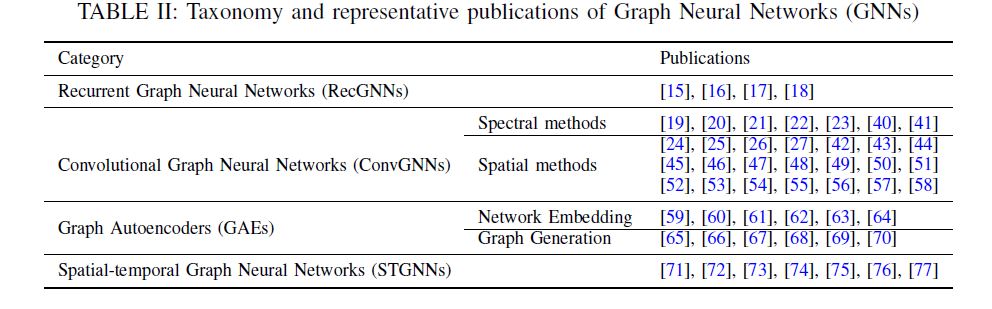 TABLE II: Taxonomy and representative publications of Graph Neural Networks (GNNs)
Category Publications
Recurrent Graph Neural Networks (RecGNNs) [15], [16], [17], [18]
Spectral methods [19], [20], [21], [22], [23], [40], [41]
[24], [25], [26], [27], [42], [43], [44]
Convolutional Graph Neural Networks (ConvGNNs) Spatial methods [45], [46], [47], [48], [49], [50], [51]
[52], [53], [54], [55], [56], [57], [58]
Network Embedding [59], [60], [61], [62], [63], [64]
Graph Autoencoders (GAEs)
Graph Generation [65], [66], [67], [68], [69], [70]
Spatial-temporal Graph Neural Networks (STGNNs) [71], [72], [73], [74], [75], [76], [77]